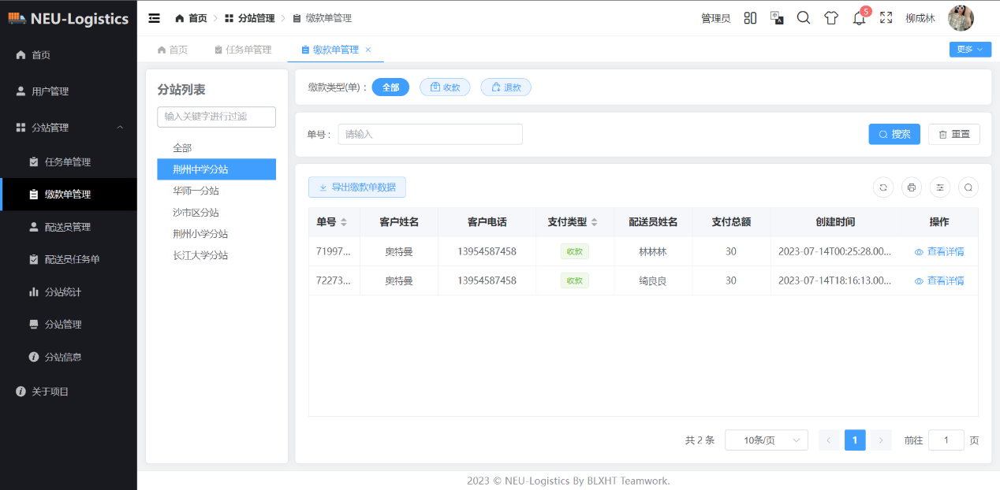 NEU-Logistics
首页
用户管理
分站管理
任务单管理
缴款单管理
配送员管理
配送员任务单
分站统计
分站管理
分站信息
关于项目
首页 > 分站管理 > 缴款单管理
管理员 5 柳成林
首页 任务单管理 缴款单管理 × 更多
分站列表
输入关键字进行过滤
全部
荆州中学分站
华师一分站
沙市区分站
荆州小学分站
长江大学分站
缴款类型(单)： 全部 收款 退款
单号： 请输入 搜索 重置
导出缴款单数据
单号 客户姓名 客户电话 支付类型 配送员姓名 支付总额 创建时间 操作
71997... 奥特曼 13954587458 收款 林林林 30 2023-07-14T00:25:28.00... 查看详情
72273... 奥特曼 13954587458 收款 绮良良 30 2023-07-14T18:16:13.00... 查看详情
共 2 条 10条/页 < 1 > 前往 1 页
2023 © NEU-Logistics By BLXHT Teamwork.